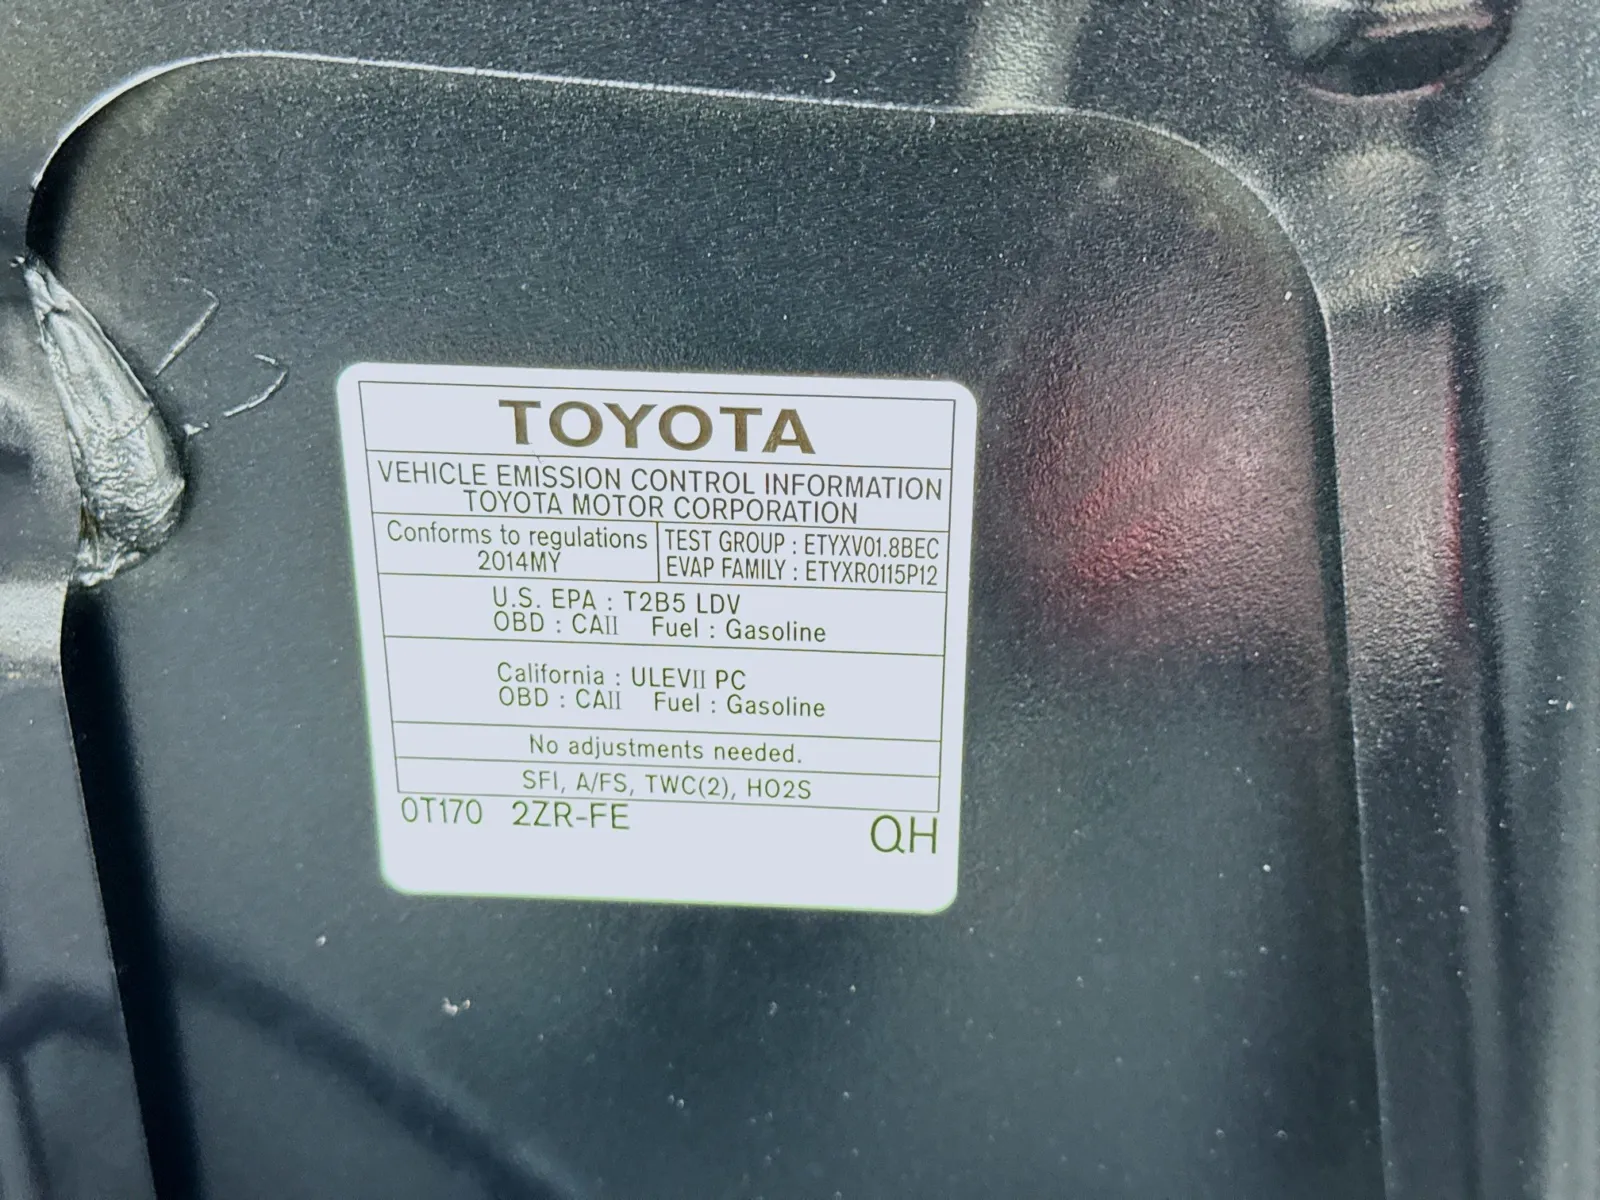 TOYOTA
VEHICLE EMISSION CONTROL INFORMATION
TOYOTA MOTOR CORPORATION
Conforms to regulations
2014MY
TEST GROUP : ETYXV01.8BEC
EVAP FAMILY : ETYXR0115P12
U.S. EPA : T2B5 LDV
OBD : CAII Fuel : Gasoline
California : ULEVII PC
OBD : CAII Fuel : Gasoline
No adjustments needed.
SFI, A/FS, TWC(2), HO2S
0T170 2ZR-FE
QH